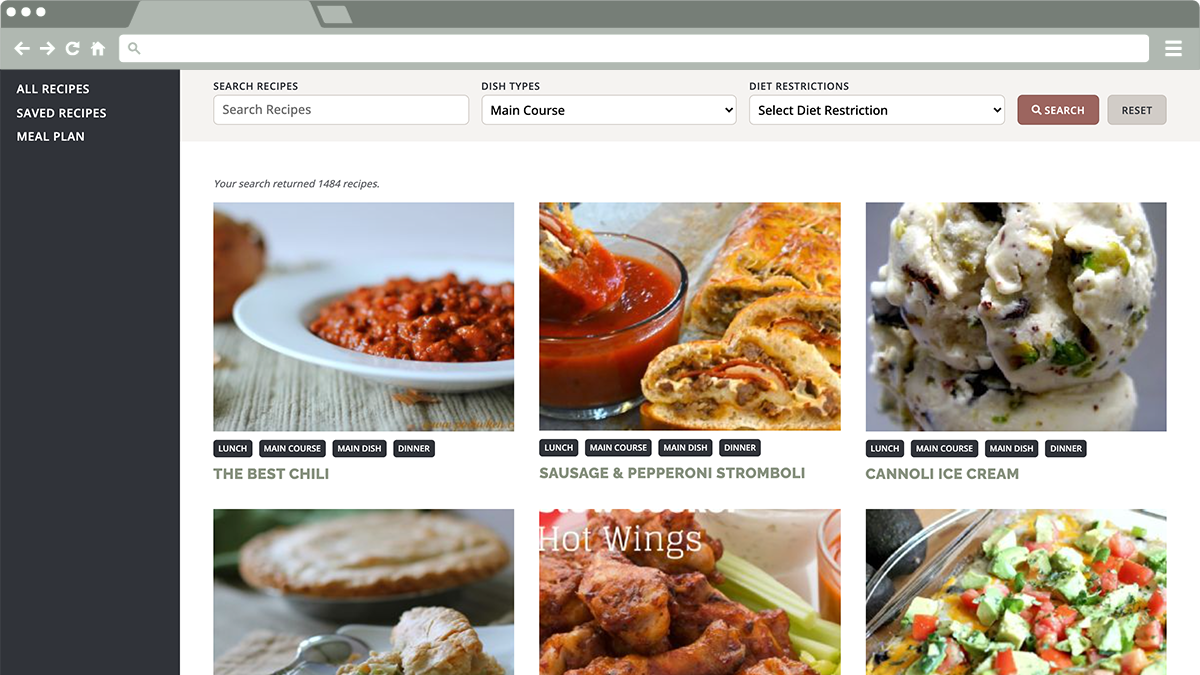 ALL RECIPES
SAVED RECIPES
MEAL PLAN
SEARCH RECIPES
Search Recipes
DISH TYPES
Main Course
DIET RESTRICTIONS
Select Diet Restriction
SEARCH
RESET
Your search returned 1484 recipes.
LUNCH MAIN COURSE MAIN DISH DINNER
THE BEST CHILI
LUNCH MAIN COURSE MAIN DISH DINNER
SAUSAGE & PEPPERONI STROMBOLI
LUNCH MAIN COURSE MAIN DISH DINNER
CANNOLI ICE CREAM
Hot Wings